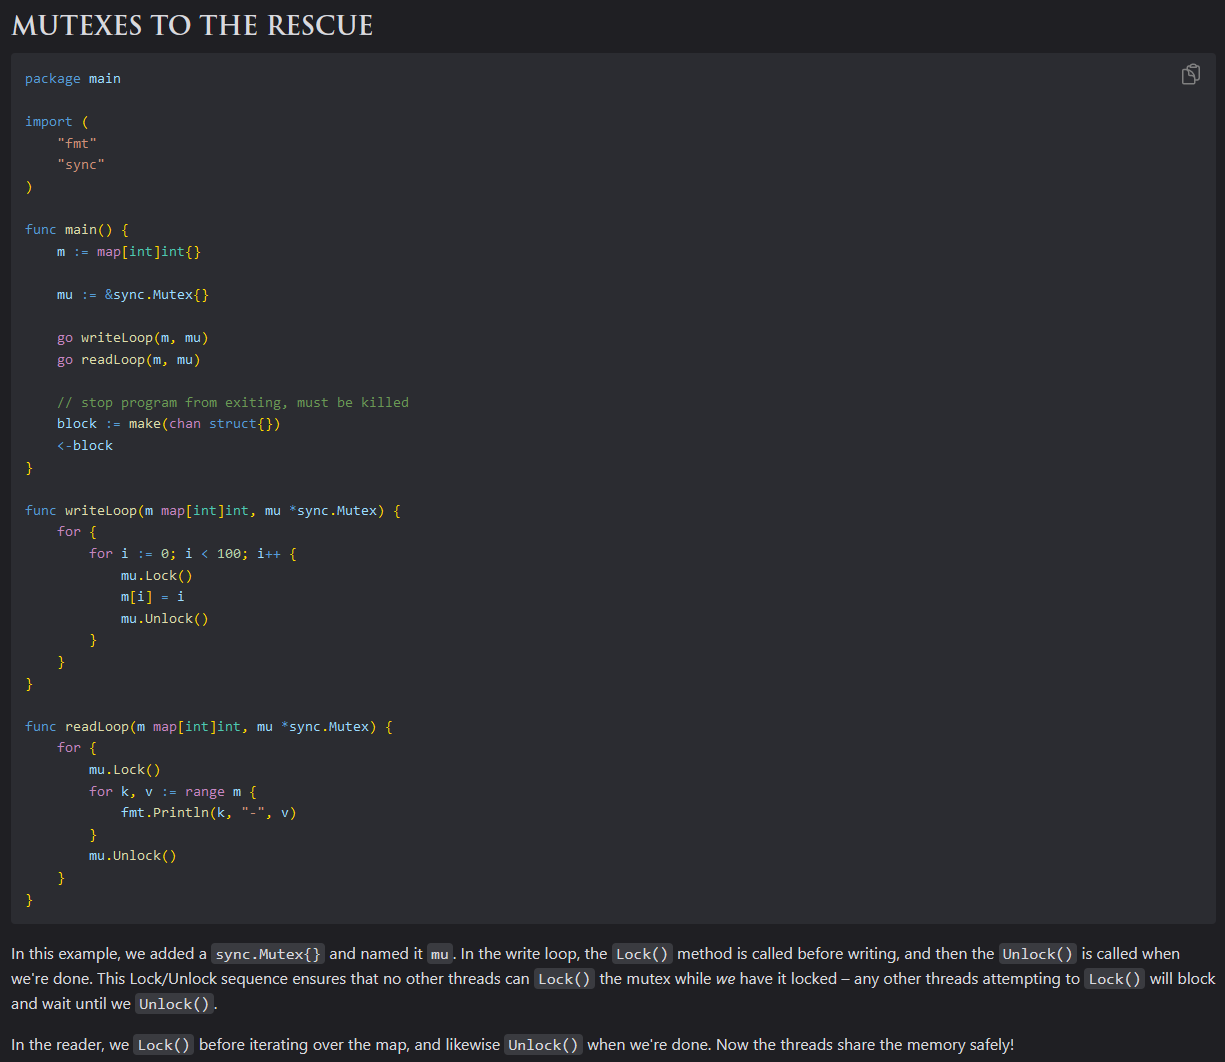 MUTEXES TO THE RESCUE
package main
import (
    "fmt"
    "sync"
)
func main() {
    m := map[int]int{}
    mu := &sync.Mutex{}
    go writeLoop(m, mu)
    go readLoop(m, mu)
    // stop program from exiting, must be killed
    block := make(chan struct{})
    <-block
}
func writeLoop(m map[int]int, mu *sync.Mutex) {
    for {
        for i := 0; i < 100; i++ {
            mu.Lock()
            m[i] = i
            mu.Unlock()
        }
    }
}
func readLoop(m map[int]int, mu *sync.Mutex) {
    for {
        mu.Lock()
        for k, v := range m {
            fmt.Println(k, "-", v)
        }
        mu.Unlock()
    }
}
In this example, we added a sync.Mutex{} and named it mu. In the write loop, the Lock() method is called before writing, and then the Unlock() is called when
we're done. This Lock/Unlock sequence ensures that no other threads can Lock() the mutex while we have it locked – any other threads attempting to Lock() will block
and wait until we Unlock().
In the reader, we Lock() before iterating over the map, and likewise Unlock() when we're done. Now the threads share the memory safely!